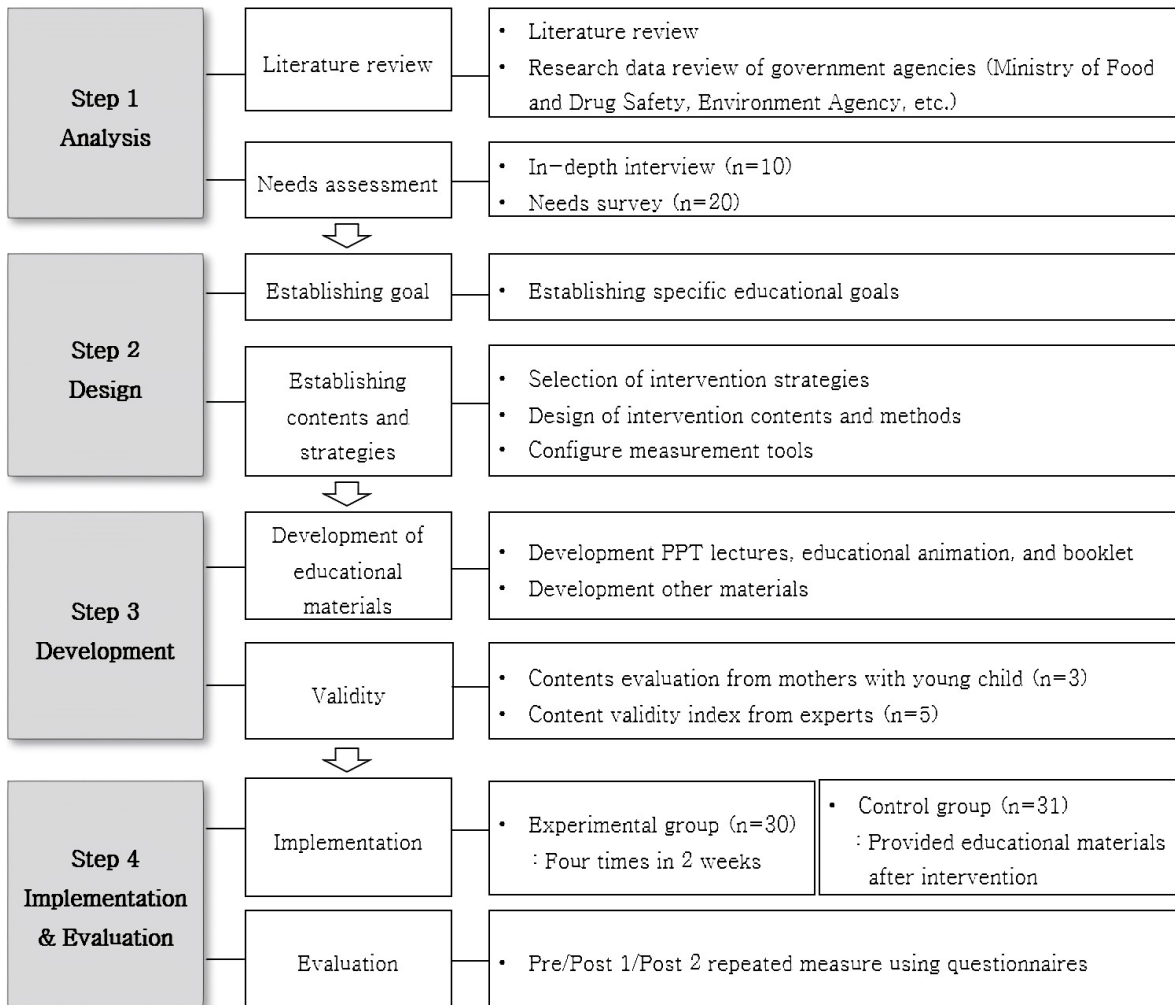 Step 1
Analysis
Literature review
• Literature review
• Research data review of government agencies (Ministry of Food
and Drug Safety, Environment Agency, etc.)
Needs assessment
• In-depth interview (n=10)
• Needs survey (n=20)
Step 2
Design
Establishing goal
• Establishing specific educational goals
Establishing
contents and
strategies
• Selection of intervention strategies
• Design of intervention contents and methods
• Configure measurement tools
Step 3
Development
Development of
educational
materials
• Development PPT lectures, educational animation, and booklet
• Development other materials
Validity
• Contents evaluation from mothers with young child (n=3)
• Content validity index from experts (n=5)
Step 4
Implementation
& Evaluation
Implementation
• Experimental group (n=30)
: Four times in 2 weeks
• Control group (n=31)
: Provided educational materials
after intervention
Evaluation
• Pre/Post 1/Post 2 repeated measure using questionnaires